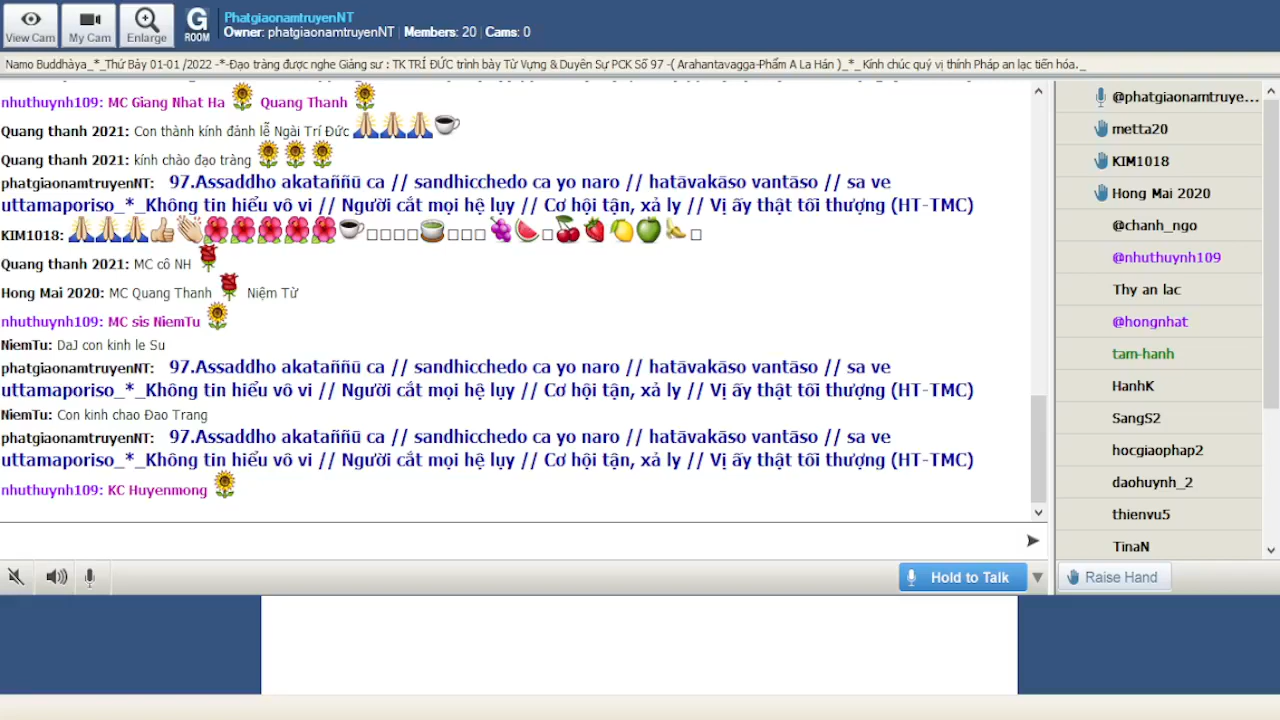 PhatgiaonamtruyenNT
Owner: phatgiaonamtruyenNT | Members: 20 | Cams: 0
View Cam
My Cam
Enlarge
G ROOM
Namo Buddhàya_*_Thứ Bảy 01-01 /2022 -*-Đạo tràng được nghe Giảng sư : TK TRÍ ĐỨC trình bày Từ Vựng & Duyên Sự PCK Số 97 -( Arahantavagga-Phẩm A La Hán )_*_ Kính chúc quý vị thính Pháp an lạc tiến hóa._
nhuthuynh109: MC Giang Nhat Ha Quang Thanh
Quang thanh 2021: Con thành kính đảnh lễ Ngài Trí Đức
Quang thanh 2021: kính chào đạo tràng
phatgiaonamtruyenNT: 97.Assaddho akataññū ca // sandhicchedo ca yo naro // hatāvakāso vantāso // sa ve
uttamaporiso_*_Không tin hiểu vô vi // Người cắt mọi hệ lụy // Cơ hội tận, xả ly // Vị ấy thật tối thượng (HT-TMC)
KIM1018:
Quang thanh 2021: MC cô NH
Hong Mai 2020: MC Quang Thanh Niệm Từ
nhuthuynh109: MC sis NiemTu
NiemTu: DaJ con kinh le Su
phatgiaonamtruyenNT: 97.Assaddho akataññū ca // sandhicchedo ca yo naro // hatāvakāso vantāso // sa ve
uttamaporiso_*_Không tin hiểu vô vi // Người cắt mọi hệ lụy // Cơ hội tận, xả ly // Vị ấy thật tối thượng (HT-TMC)
NiemTu: Con kinh chao Đao Trang
phatgiaonamtruyenNT: 97.Assaddho akataññū ca // sandhicchedo ca yo naro // hatāvakāso vantāso // sa ve
uttamaporiso_*_Không tin hiểu vô vi // Người cắt mọi hệ lụy // Cơ hội tận, xả ly // Vị ấy thật tối thượng (HT-TMC)
nhuthuynh109: KC Huyenmong
@phatgiaonamtruye...
metta20
KIM1018
Hong Mai 2020
@chanh_ngo
@nhuthuynh109
Thy an lac
@hongnhat
tam-hanh
HanhK
SangS2
hocgiaophap2
daohuynh_2
thienvu5
TinaN
Hold to Talk
Raise Hand